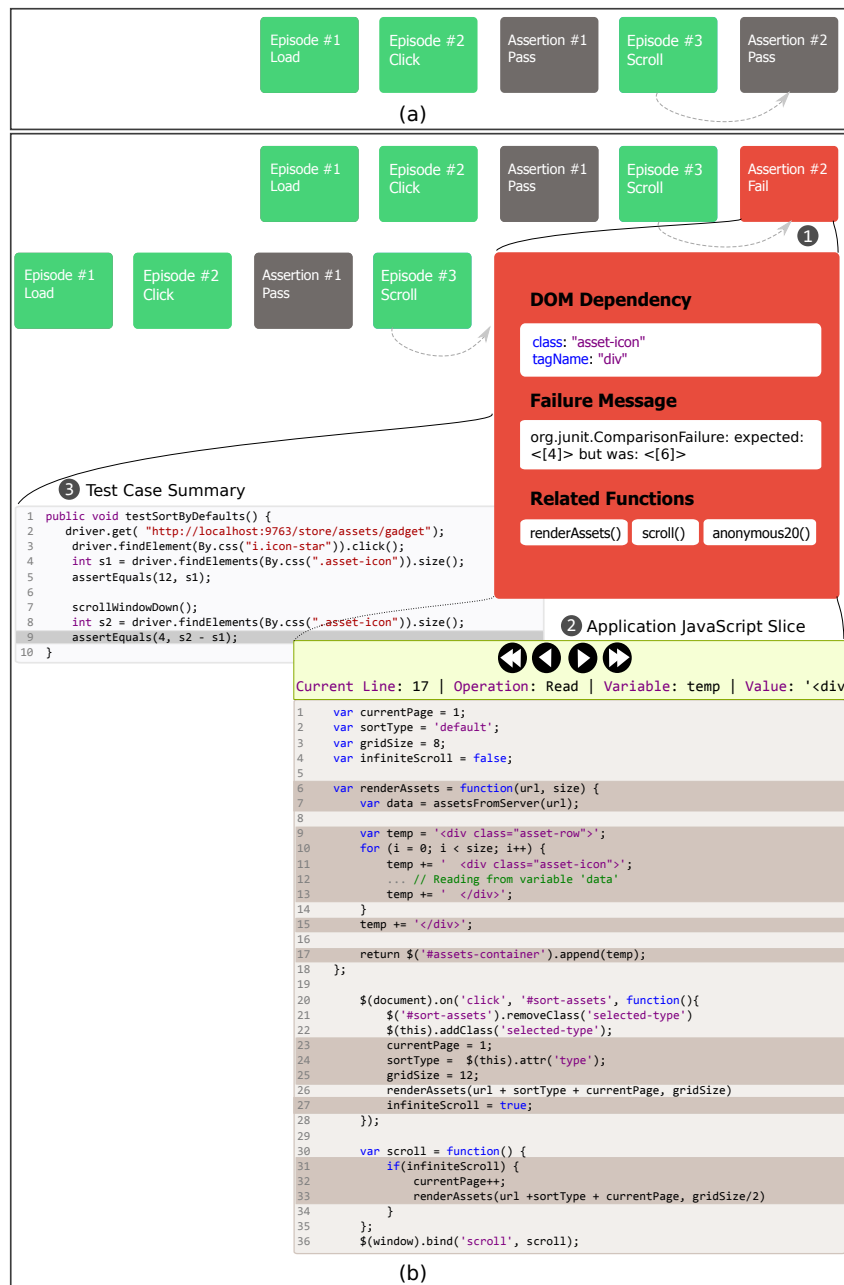 Episode #1
Load
Episode #2
Click
Assertion #1
Pass
Episode #3
Scroll
Assertion #2
Pass
(a)
Episode #1
Load
Episode #2
Click
Assertion #1
Pass
Episode #3
Scroll
Assertion #2
Fail
1
Episode #1
Load
Episode #2
Click
Assertion #1
Pass
Episode #3
Scroll
DOM Dependency
class: "asset-icon"
tagName: "div"
Failure Message
org.junit.ComparisonFailure: expected:
<[4]> but was: <[6]>
Related Functions
renderAssets() scroll() anonymous20()
3 Test Case Summary
1 public void testSortByDefaults() {
2 driver.get( "http://localhost:9763/store/assets/gadget");
3 driver.findElement(By.css("i.icon-star")).click();
4 int s1 = driver.findElements(By.css(".asset-icon")).size();
5 assertEquals(12, s1);
6
7 scrollWindowDown();
8 int s2 = driver.findElements(By.css(".asset-icon")).size();
9 assertEquals(4, s2 - s1);
10 }
2 Application JavaScript Slice
Current Line: 17 | Operation: Read | Variable: temp | Value: '<div
1 var currentPage = 1;
2 var sortType = 'default';
3 var gridSize = 8;
4 var infiniteScroll = false;
5
6 var renderAssets = function(url, size) {
7 var data = assetsFromServer(url);
8
9 var temp = '<div class="asset-row">';
10 for (i = 0; i < size; i++) {
11 temp += '  <div class="asset-icon">';
12 ... // Reading from variable 'data'
13 temp += '  </div>';
14 }
15 temp += '</div>';
16
17 return $('#assets-container').append(temp);
18 };
19
20 $(document).on('click', '#sort-assets', function(){
21 $('#sort-assets').removeClass('selected-type')
22 $(this).addClass('selected-type');
23 currentPage = 1;
24 sortType =  $(this).attr('type');
25 gridSize = 12;
26 renderAssets(url + sortType + currentPage, gridSize)
27 infiniteScroll = true;
28 });
29
30 var scroll = function() {
31 if(infiniteScroll) {
32 currentPage++;
33 renderAssets(url +sortType + currentPage, gridSize/2)
34 }
35 };
36 $(window).bind('scroll', scroll);
(b)